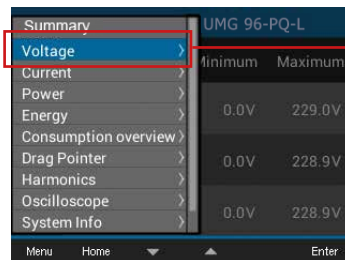 Summary UMG 96-PQ-L
Voltage
Minimum Maximum
Current
Power
Energy 0.0V 229.0V
Consumption overview
Drag Pointer 0.0V 228.9V
Harmonics
Oscilloscope 0.0V 228.9V
System Info
Menu Home Enter